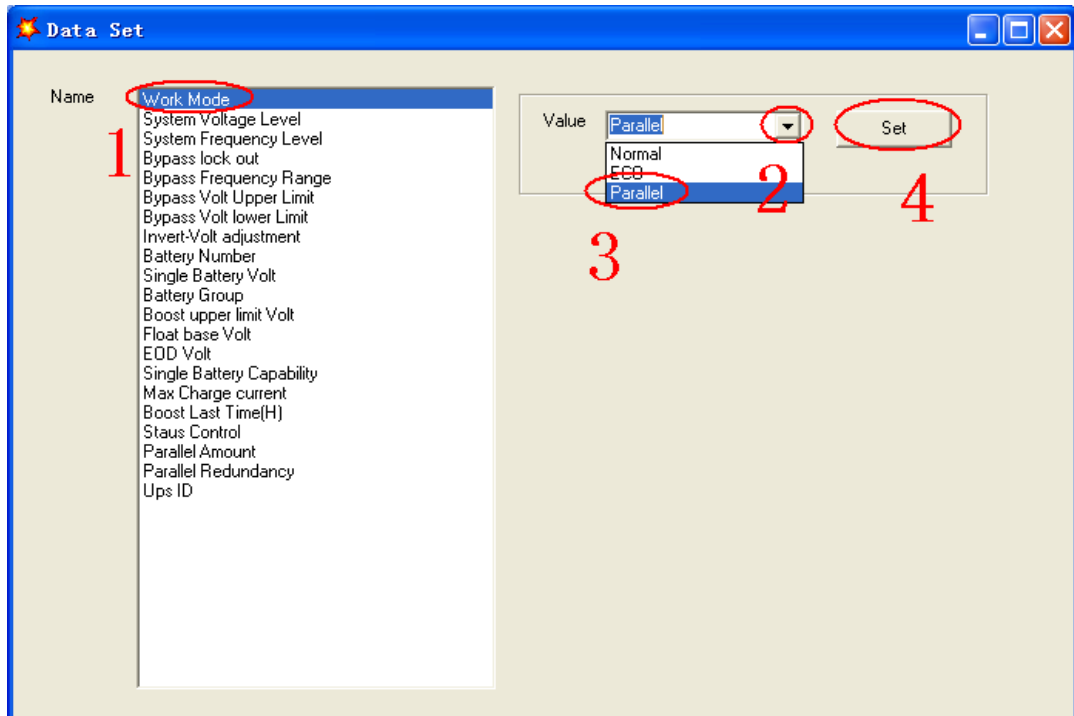 Data Set
Name
Work Mode
System Voltage Level
System Frequency Level
Bypass lock out
Bypass Frequency Range
Bypass Volt Upper Limit
Bypass Volt lower Limit
Invert-Volt adjustment
Battery Number
Single Battery Volt
Battery Group
Boost upper limit Volt
Float base Volt
EOD Volt
Single Battery Capability
Max Charge current
Boost Last Time(H)
Staus Control
Parallel Amount
Parallel Redundancy
Ups ID
1
Value
Parallel
Set
Normal
ECO
Parallel
2
3
4